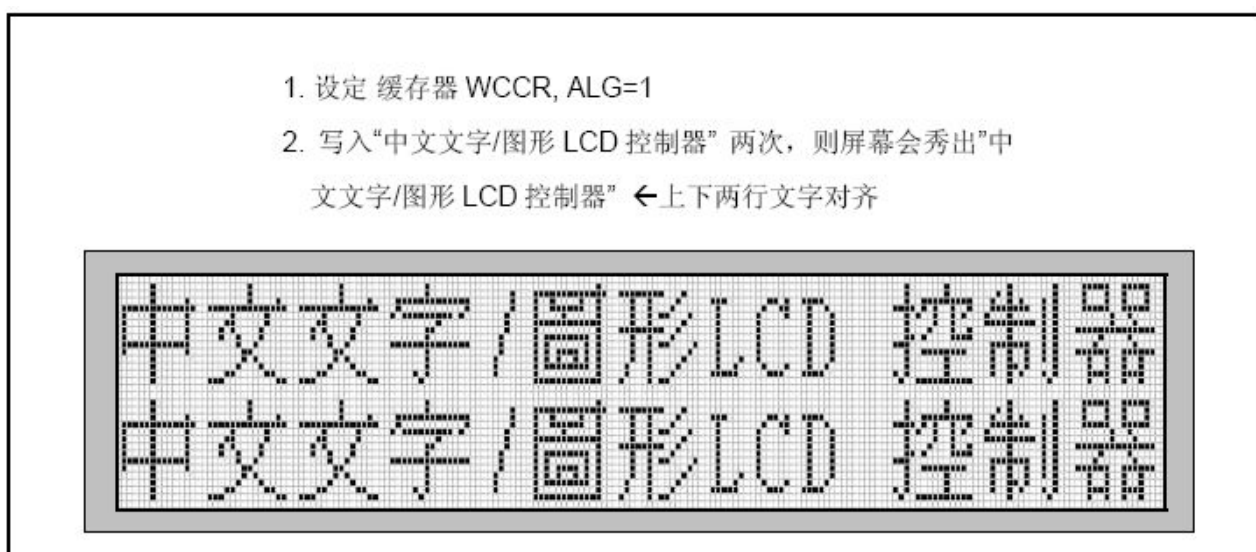 1. 设定 缓存器 WCCR, ALG=1
2. 写入“中文文字/图形 LCD 控制器” 两次，则屏幕会秀出”中
文文字/图形 LCD 控制器” ←上下两行文字对齐
中文文字/圖形LCD 控制器
中文文字/圖形LCD 控制器